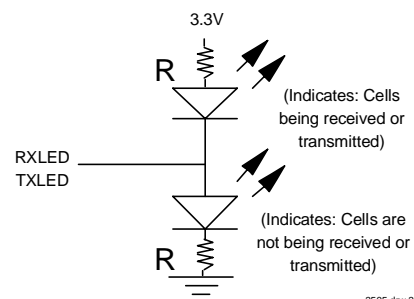 3.3V
R
(Indicates: Cells
being received or
transmitted)
RXLED
TXLED
(Indicates: Cells are
not being received or
transmitted)
R